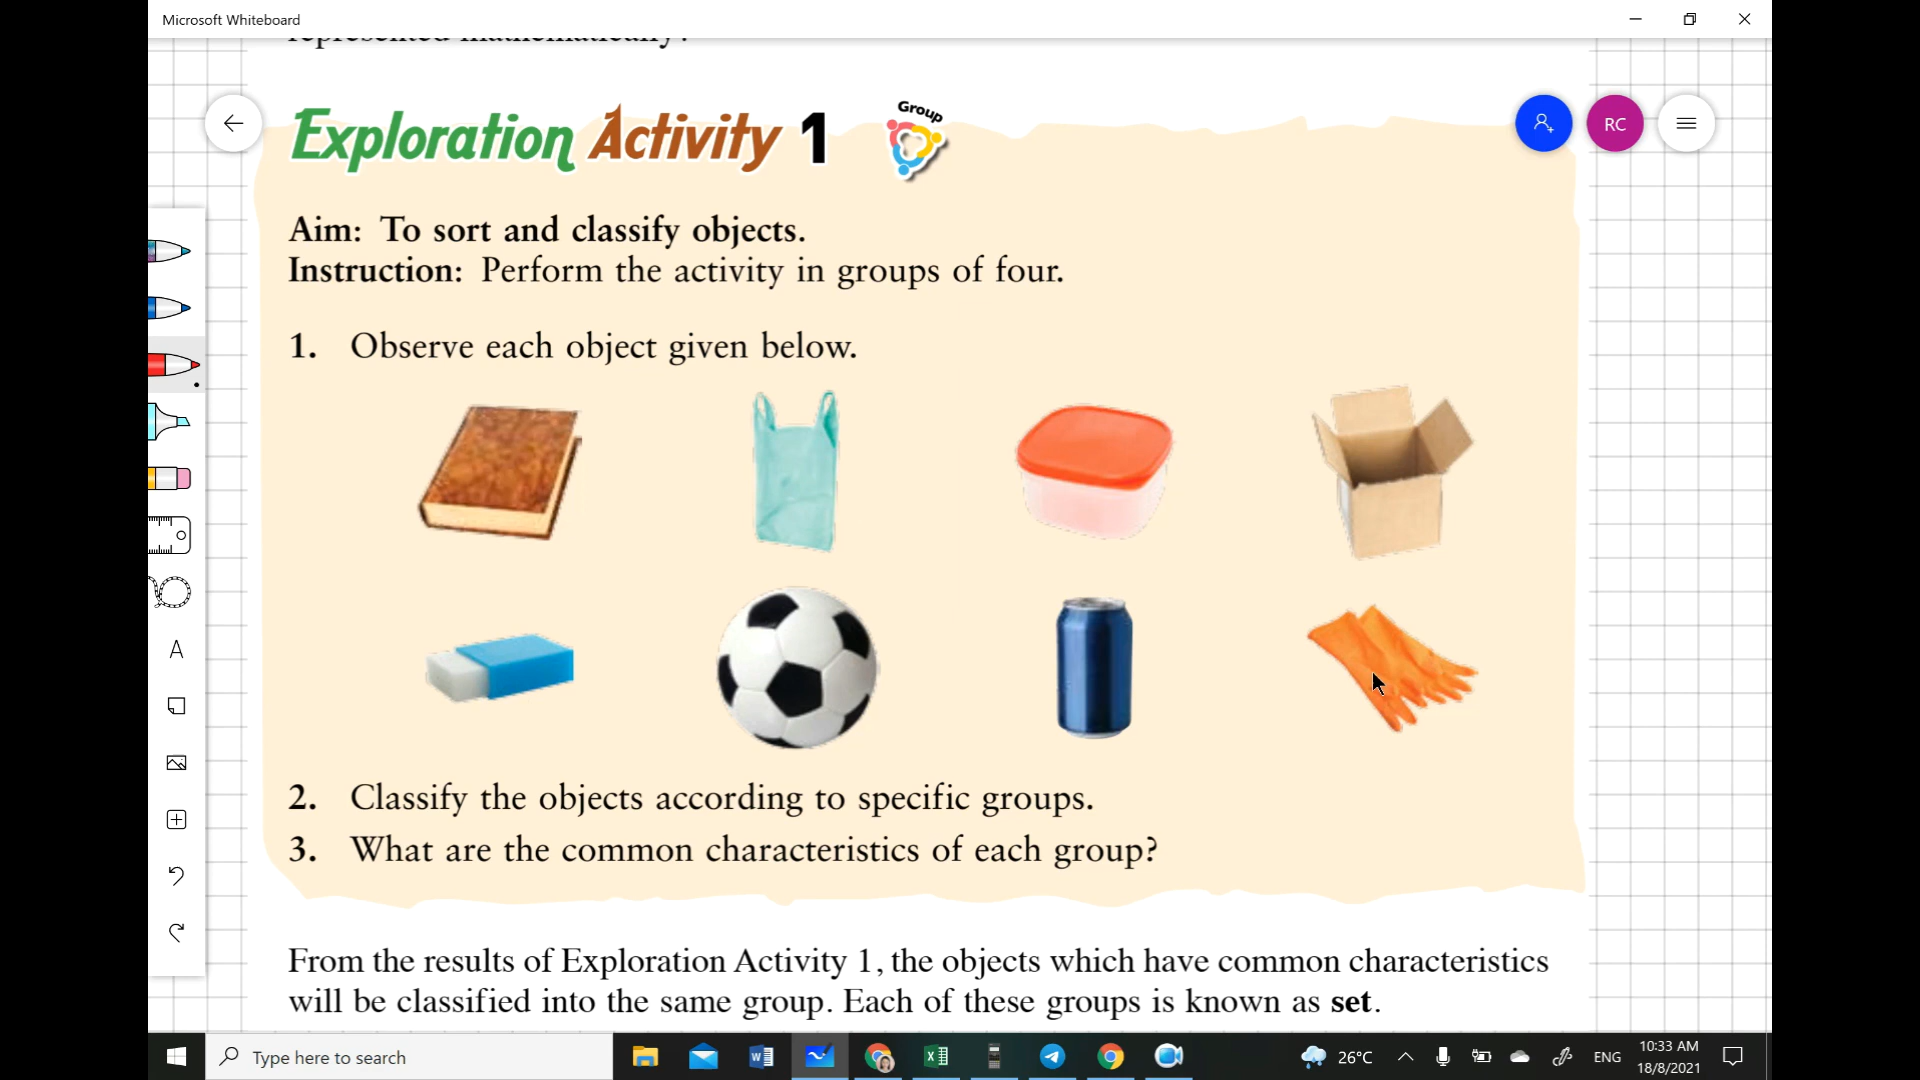 Microsoft Whiteboard
represented mathematically?
Exploration Activity 1
Group
RC
Aim: To sort and classify objects.
Instruction: Perform the activity in groups of four.
1. Observe each object given below.
A
2. Classify the objects according to specific groups.
3. What are the common characteristics of each group?
From the results of Exploration Activity 1, the objects which have common characteristics
will be classified into the same group. Each of these groups is known as set.
Type here to search
26°C
ENG
10:33 AM
18/8/2021